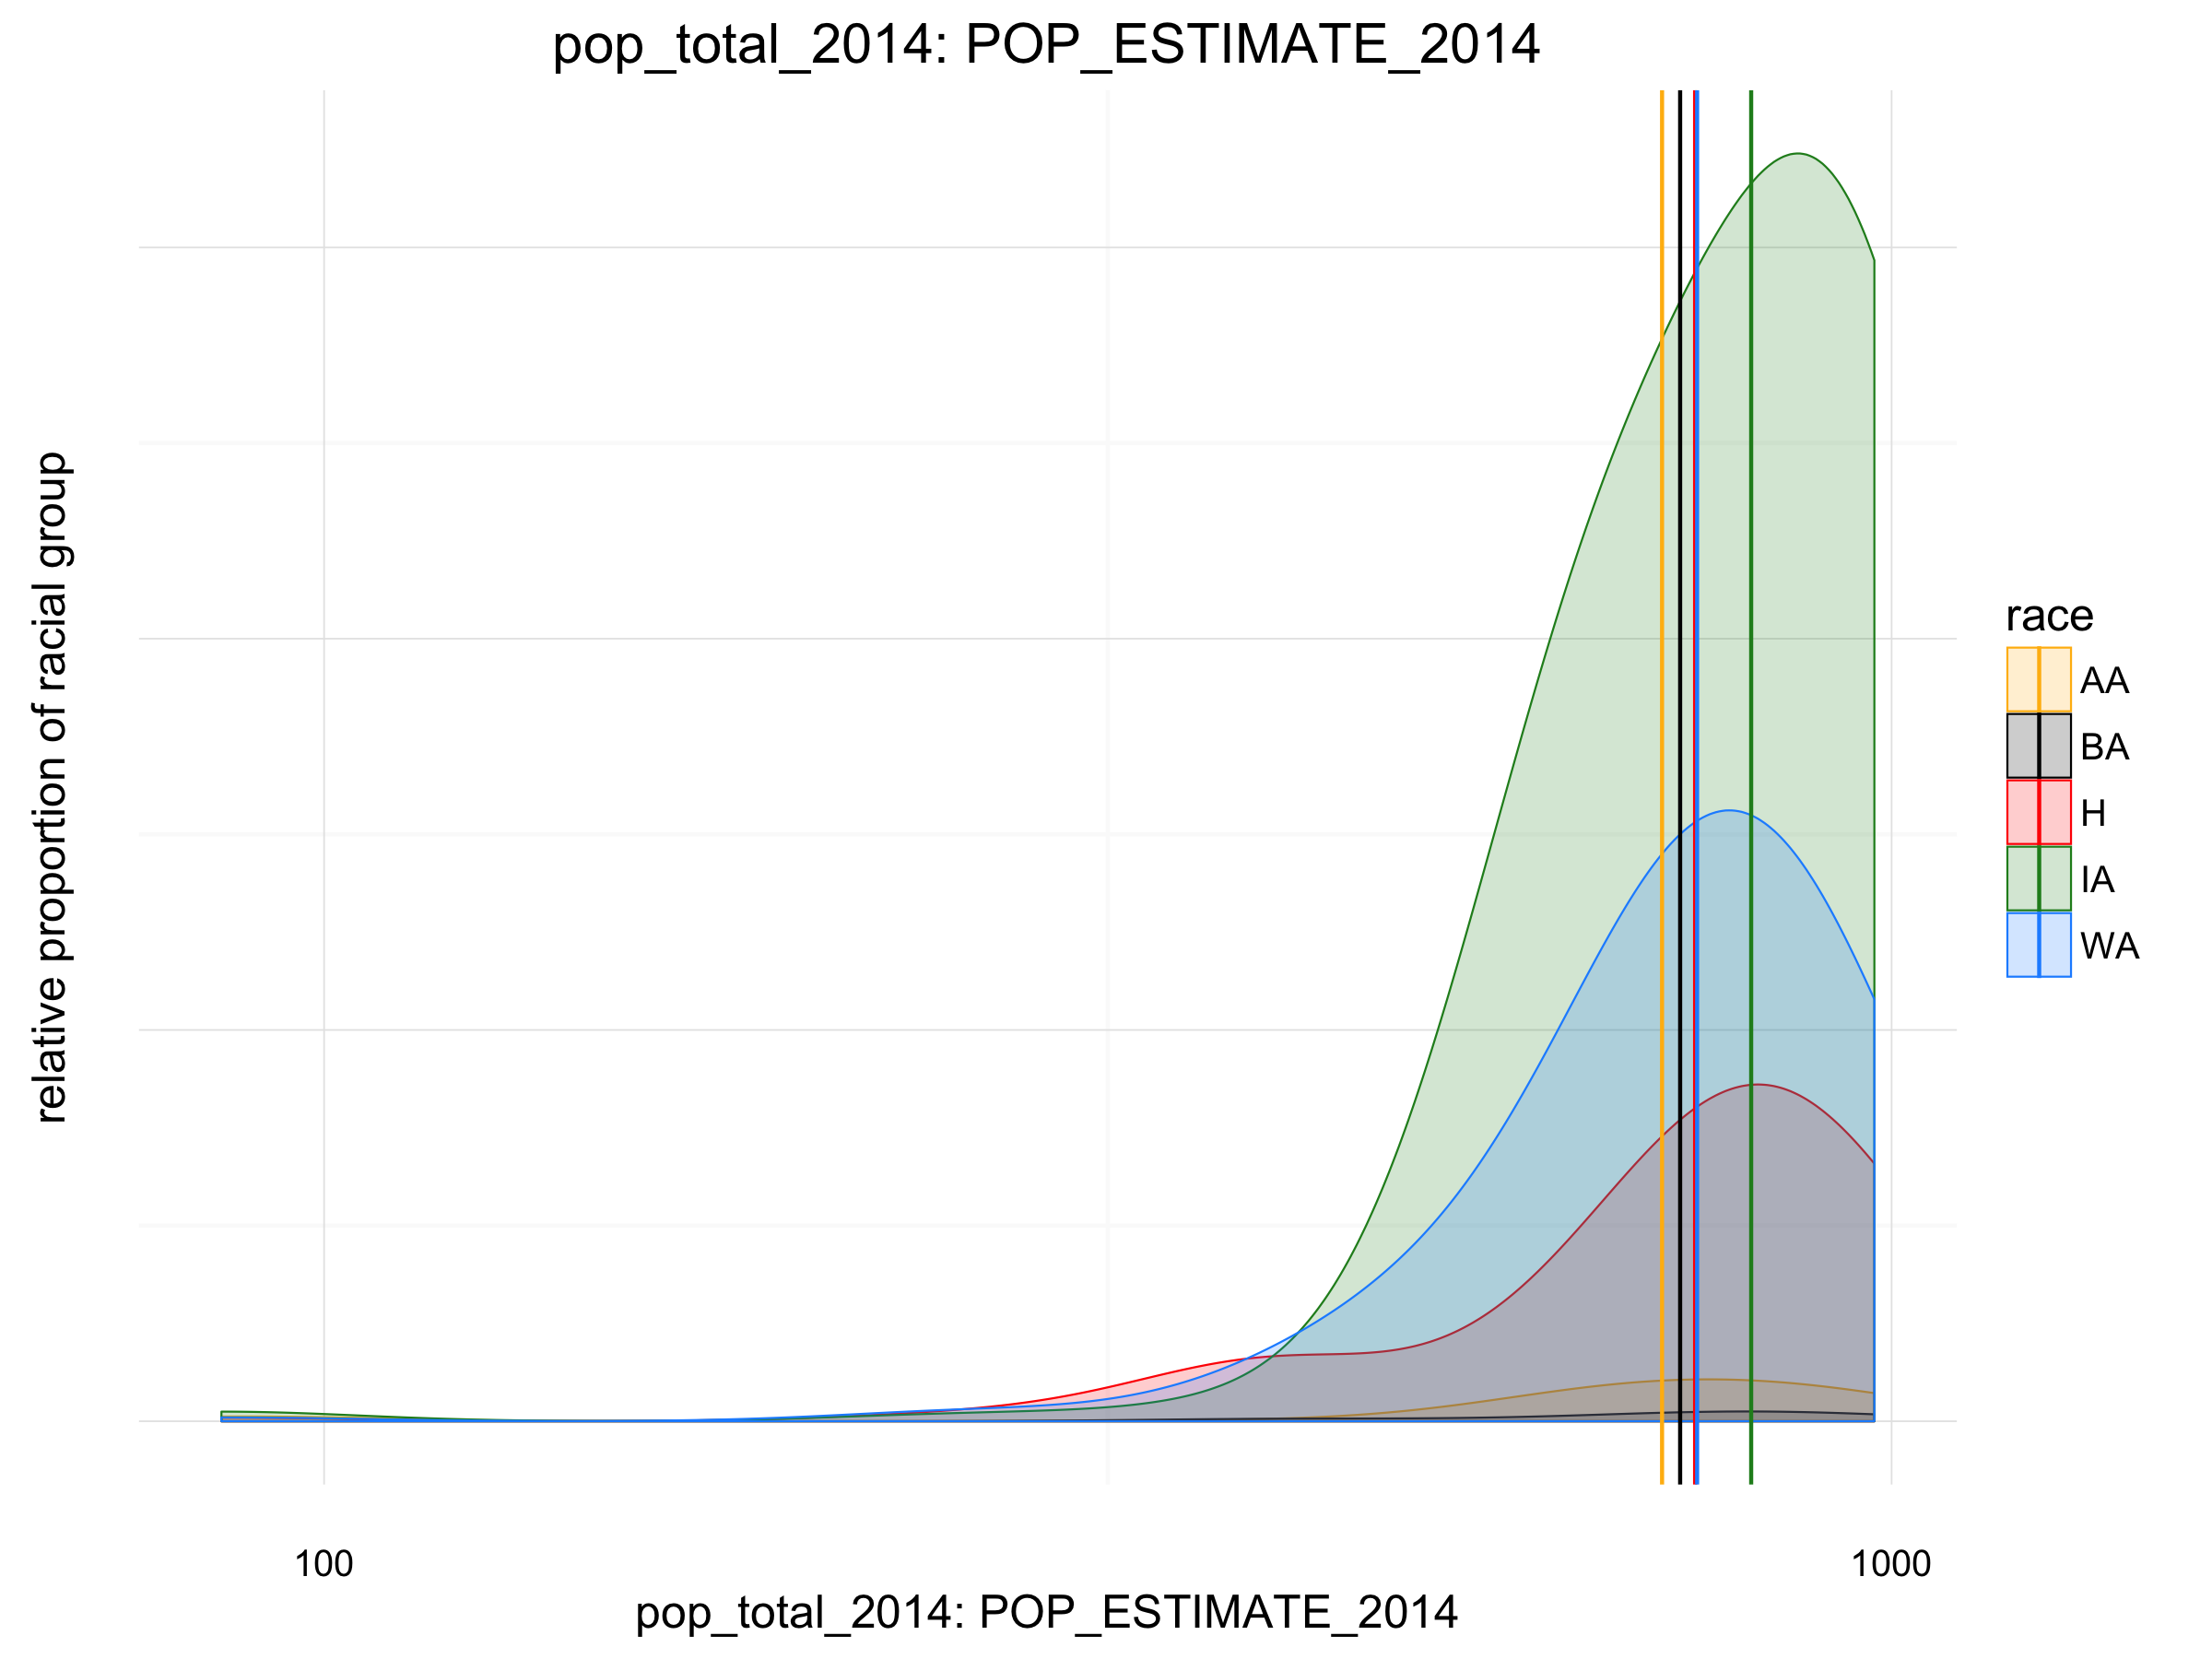 pop_total_2014: POP_ESTIMATE_2014
relative proportion of racial group
race
AA
BA
H
IA
WA
100
1000
pop_total_2014: POP_ESTIMATE_2014